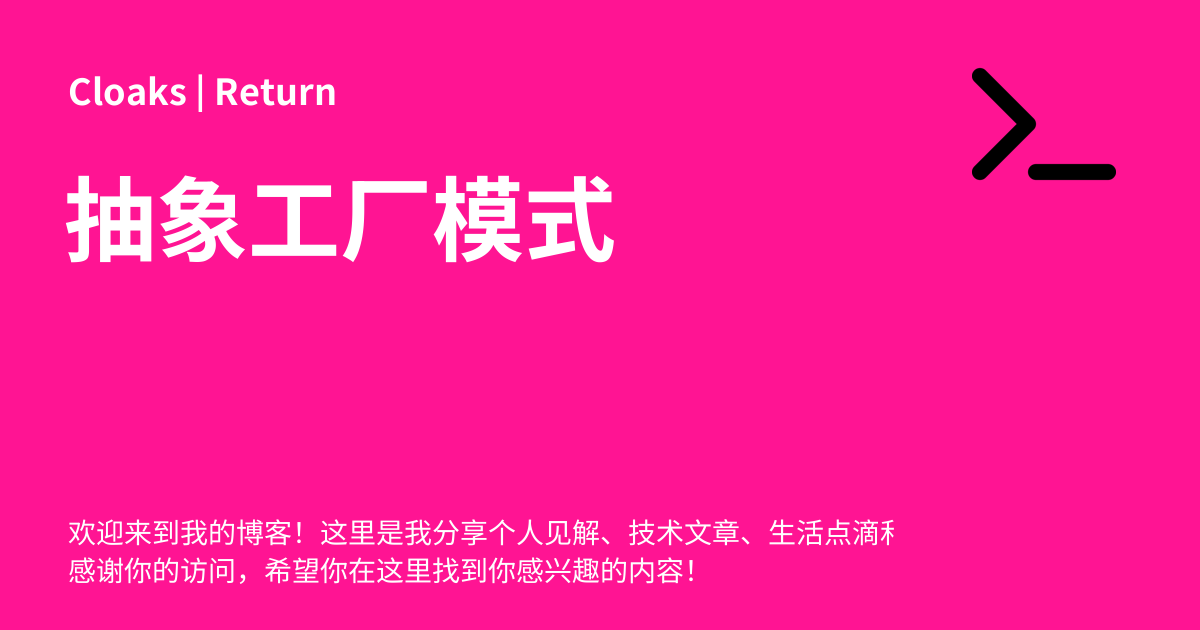 Cloaks | Return
抽象工厂模式
欢迎来到我的博客！这里是我分享个人见解、技术文章、生活点滴
感谢你的访问，希望你在这里找到你感兴趣的内容！